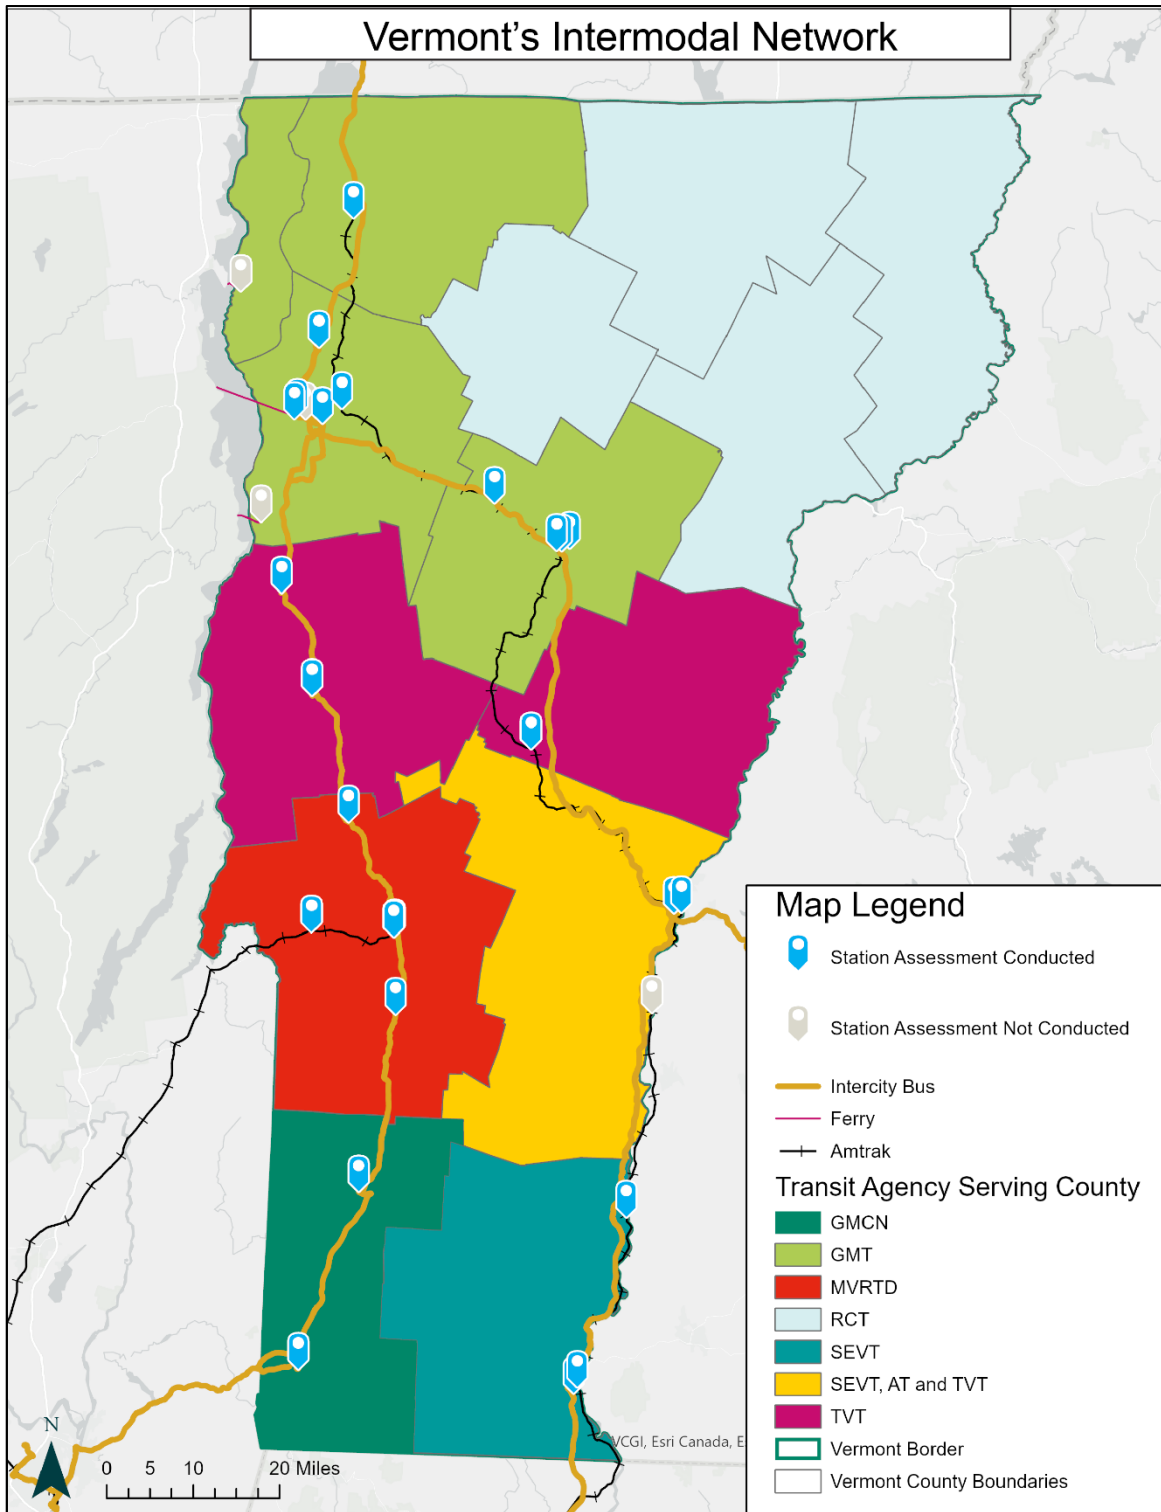 Vermont's Intermodal Network
Map Legend
Station Assessment Conducted
Station Assessment Not Conducted
Intercity Bus
Ferry
Amtrak
Transit Agency Serving County
GMCN
GMT
MVRTD
RCT
SEVT
SEVT, AT and TVT
TVT
Vermont Border
Vermont County Boundaries
VCGI, Esri Canada, E
N
0 5 10 20 Miles